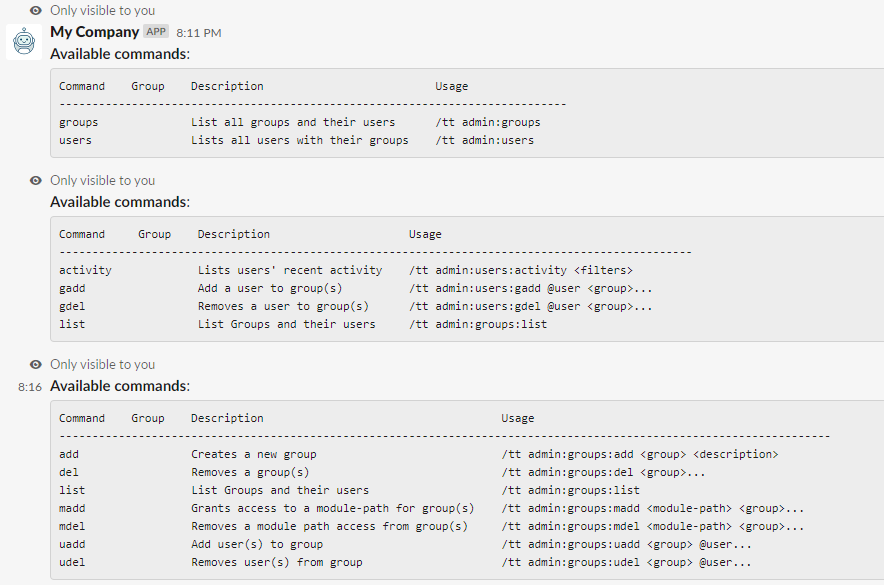 Only visible to you
My Company APP 8:11 PM
Available commands:
Command Group Description Usage
-----------------------------------------------------------------------------
groups List all groups and their users /tt admin:groups
users Lists all users with their groups /tt admin:users
Only visible to you
Available commands:
Command Group Description Usage
------------------------------------------------------------------------------------------------
activity Lists users' recent activity /tt admin:users:activity <filters>
gadd Add a user to group(s) /tt admin:users:gadd @user <group>...
gdel Removes a user to group(s) /tt admin:users:gdel @user <group>...
list List Groups and their users /tt admin:groups:list
Only visible to you
8:16 Available commands:
Command Group Description Usage
---------------------------------------------------------------------------------------------------------------------
add Creates a new group /tt admin:groups:add <group> <description>
del Removes a group(s) /tt admin:groups:del <group>...
list List Groups and their users /tt admin:groups:list
madd Grants access to a module-path for group(s) /tt admin:groups:madd <module-path> <group>...
mdel Removes a module path access from group(s) /tt admin:groups:mdel <module-path> <group>...
uadd Add user(s) to group /tt admin:groups:uadd <group> @user...
udel Removes user(s) from group /tt admin:groups:udel <group> @user...